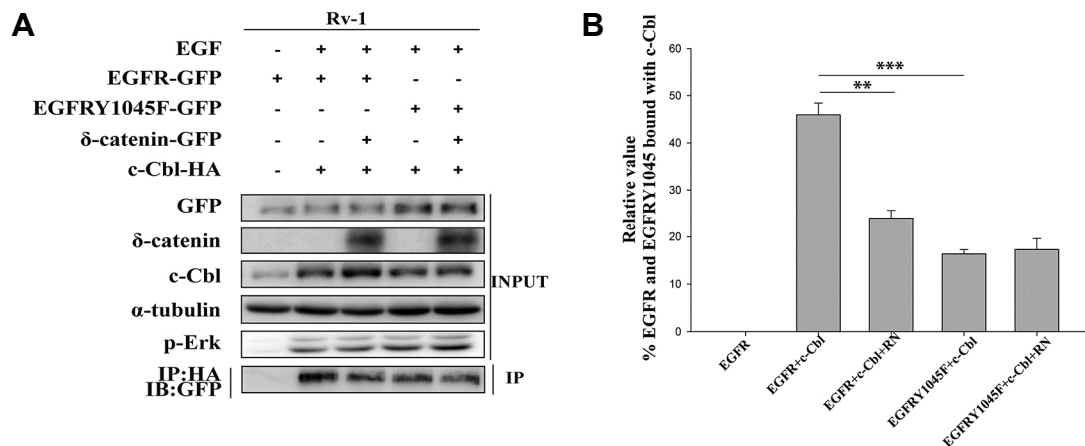 A
Rv-1
EGF - + + + +
EGFR-GFP + + + - -
EGFRY1045F-GFP - - - + +
δ-catenin-GFP - - + - +
c-Cbl-HA - + + + +
GFP
δ-catenin
c-Cbl
INPUT
α-tubulin
p-Erk
IP:HA
IB:GFP
IP
B
Relative value
% EGFR and EGFRY1045 bound with c-Cbl
60
50
40
30
20
10
0
***
**
EGFR
EGFR+c-Cbl
EGFR+c-Cbl+RN
EGFRY1045F+c-Cbl
EGFRY1045F+c-Cbl+RN